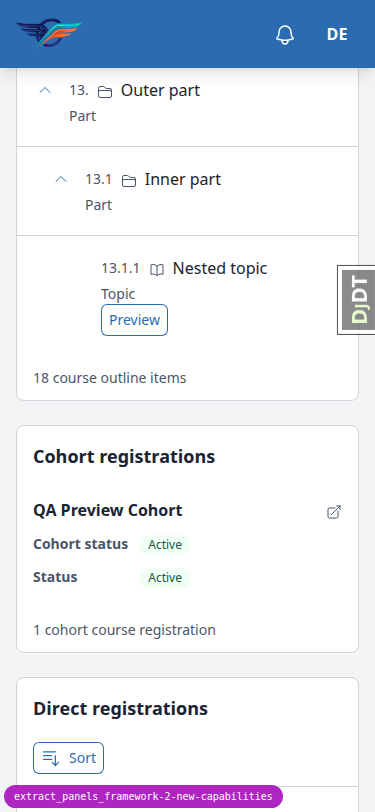 DE
13. Outer part
Part
13.1 Inner part
Part
13.1.1 Nested topic
Topic
Preview
DJDT
18 course outline items
Cohort registrations
QA Preview Cohort
Cohort status Active
Status Active
1 cohort course registration
Direct registrations
Sort
extract_panels_framework-2-new-capabilities